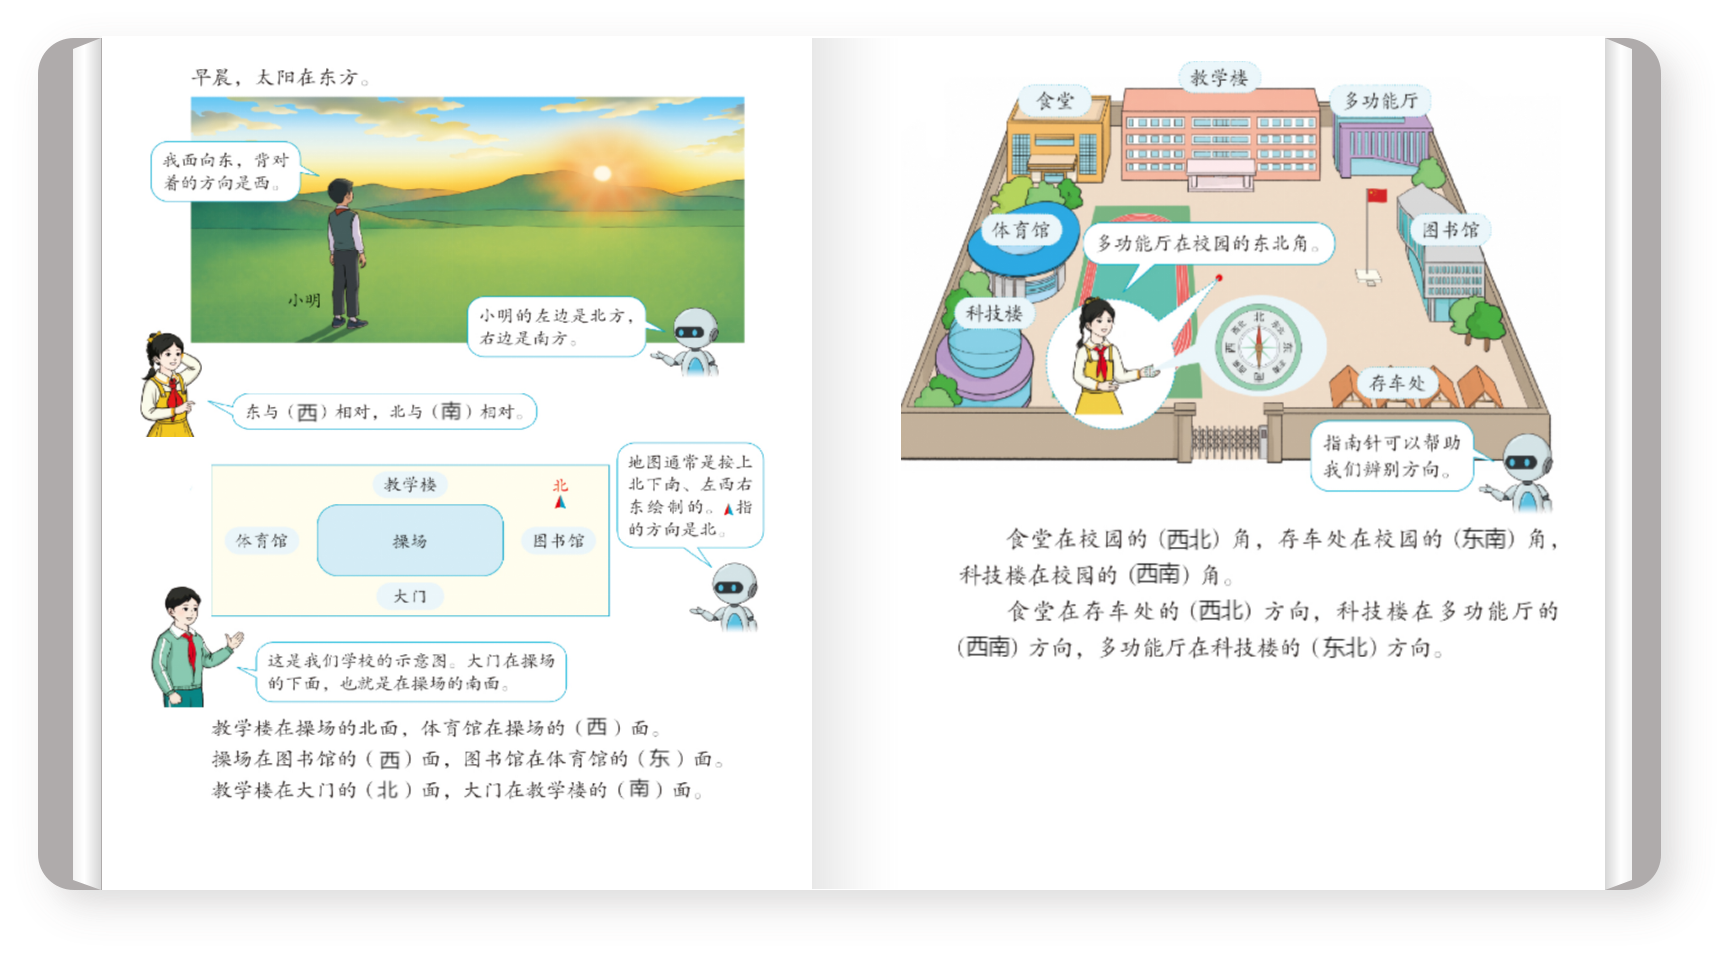 早晨，太阳在东方。
我面向东，背对
着的方向是西。
小明
小明的左边是北方，
右边是南方。
东与（西）相对，北与（南）相对。
教学楼
北
体育馆
操场
图书馆
大门
地图通常是按上
北下南、左西右
东绘制的。指
的方向是北。
这是我们学校的示意图。大门在操场
的下面，也就是在操场的南面。
教学楼在操场的北面，体育馆在操场的（西）面。
操场在图书馆的（西）面，图书馆在体育馆的（东）面。
教学楼在大门的（北）面，大门在教学楼的（南）面。
教学楼
食堂
多功能厅
体育馆
图书馆
多功能厅在校园的东北角。
科技楼
北
西北
东北
西
东
西南
东南
南
存车处
指南针可以帮助
我们辨别方向。
食堂在校园的（西北）角，存车处在校园的（东南）角，
科技楼在校园的（西南）角。
食堂在存车处的（西北）方向，科技楼在多功能厅的
（西南）方向，多功能厅在科技楼的（东北）方向。